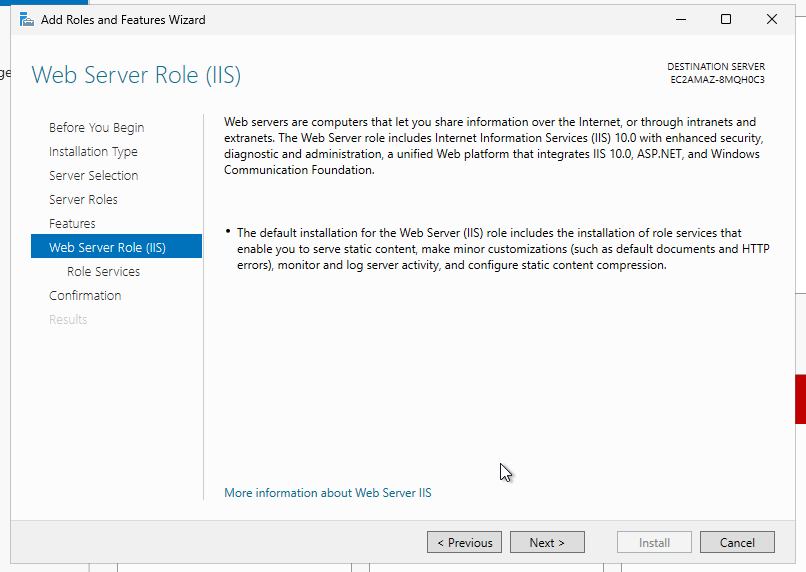 Add Roles and Features Wizard
ge
Web Server Role (IIS)
DESTINATION SERVER
EC2AMAZ-8MQH0C3
Before You Begin
Installation Type
Server Selection
Server Roles
Features
Web Server Role (IIS)
Role Services
Confirmation
Results
Web servers are computers that let you share information over the Internet, or through intranets and
extranets. The Web Server role includes Internet Information Services (IIS) 10.0 with enhanced security,
diagnostic and administration, a unified Web platform that integrates IIS 10.0, ASP.NET, and Windows
Communication Foundation.
• The default installation for the Web Server (IIS) role includes the installation of role services that
enable you to serve static content, make minor customizations (such as default documents and HTTP
errors), monitor and log server activity, and configure static content compression.
More information about Web Server IIS
< Previous
Next >
Install
Cancel